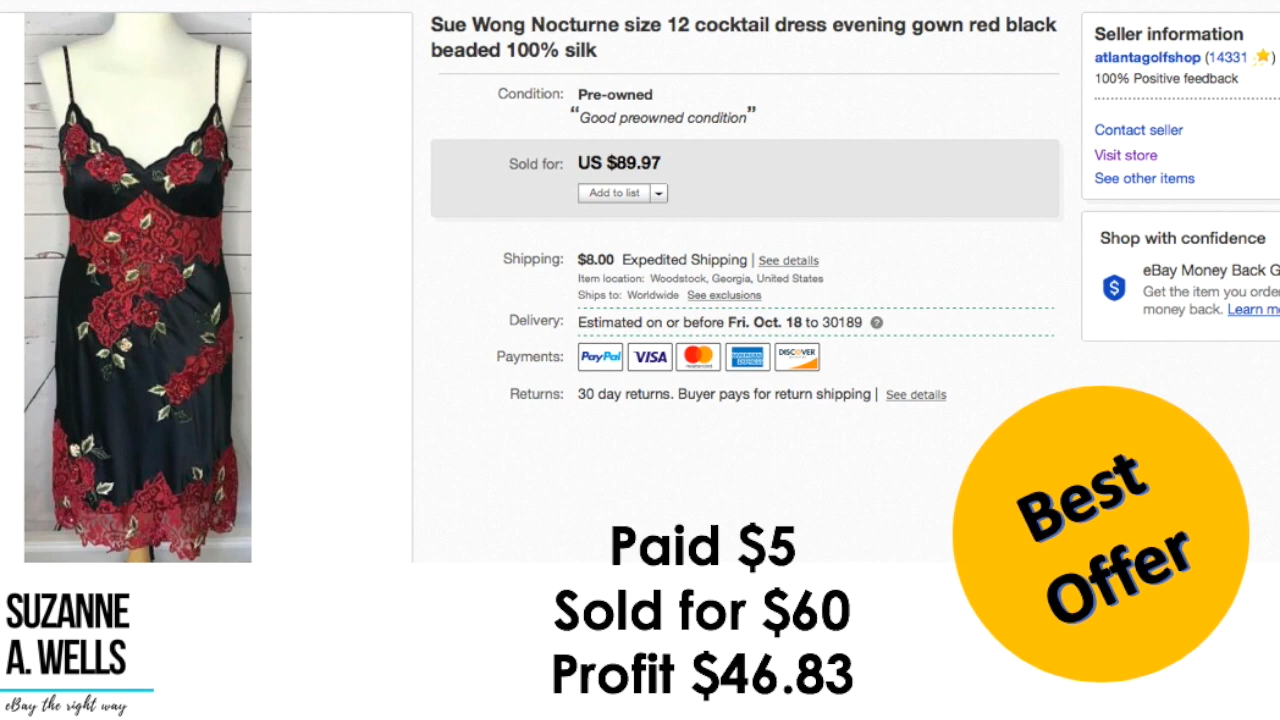 Sue Wong Nocturne size 12 cocktail dress evening gown red black
beaded 100% silk
Condition: Pre-owned
“Good preowned condition”
Sold for: US $89.97
Add to list
Shipping: $8.00 Expedited Shipping | See details
Item location: Woodstock, Georgia, United States
Ships to: Worldwide See exclusions
Delivery: Estimated on or before Fri. Oct. 18 to 30189 ?
Payments: PayPal VISA mastercard AMERICAN EXPRESS DISCOVER
Returns: 30 day returns. Buyer pays for return shipping | See details
Seller information
atlantagolfshop (14331 )
100% Positive feedback
Contact seller
Visit store
See other items
Shop with confidence
$
eBay Money Back G
Get the item you order
money back. Learn mo
Best
Offer
Paid $5
Sold for $60
Profit $46.83
SUZANNE
A. WELLS
eBay the right way